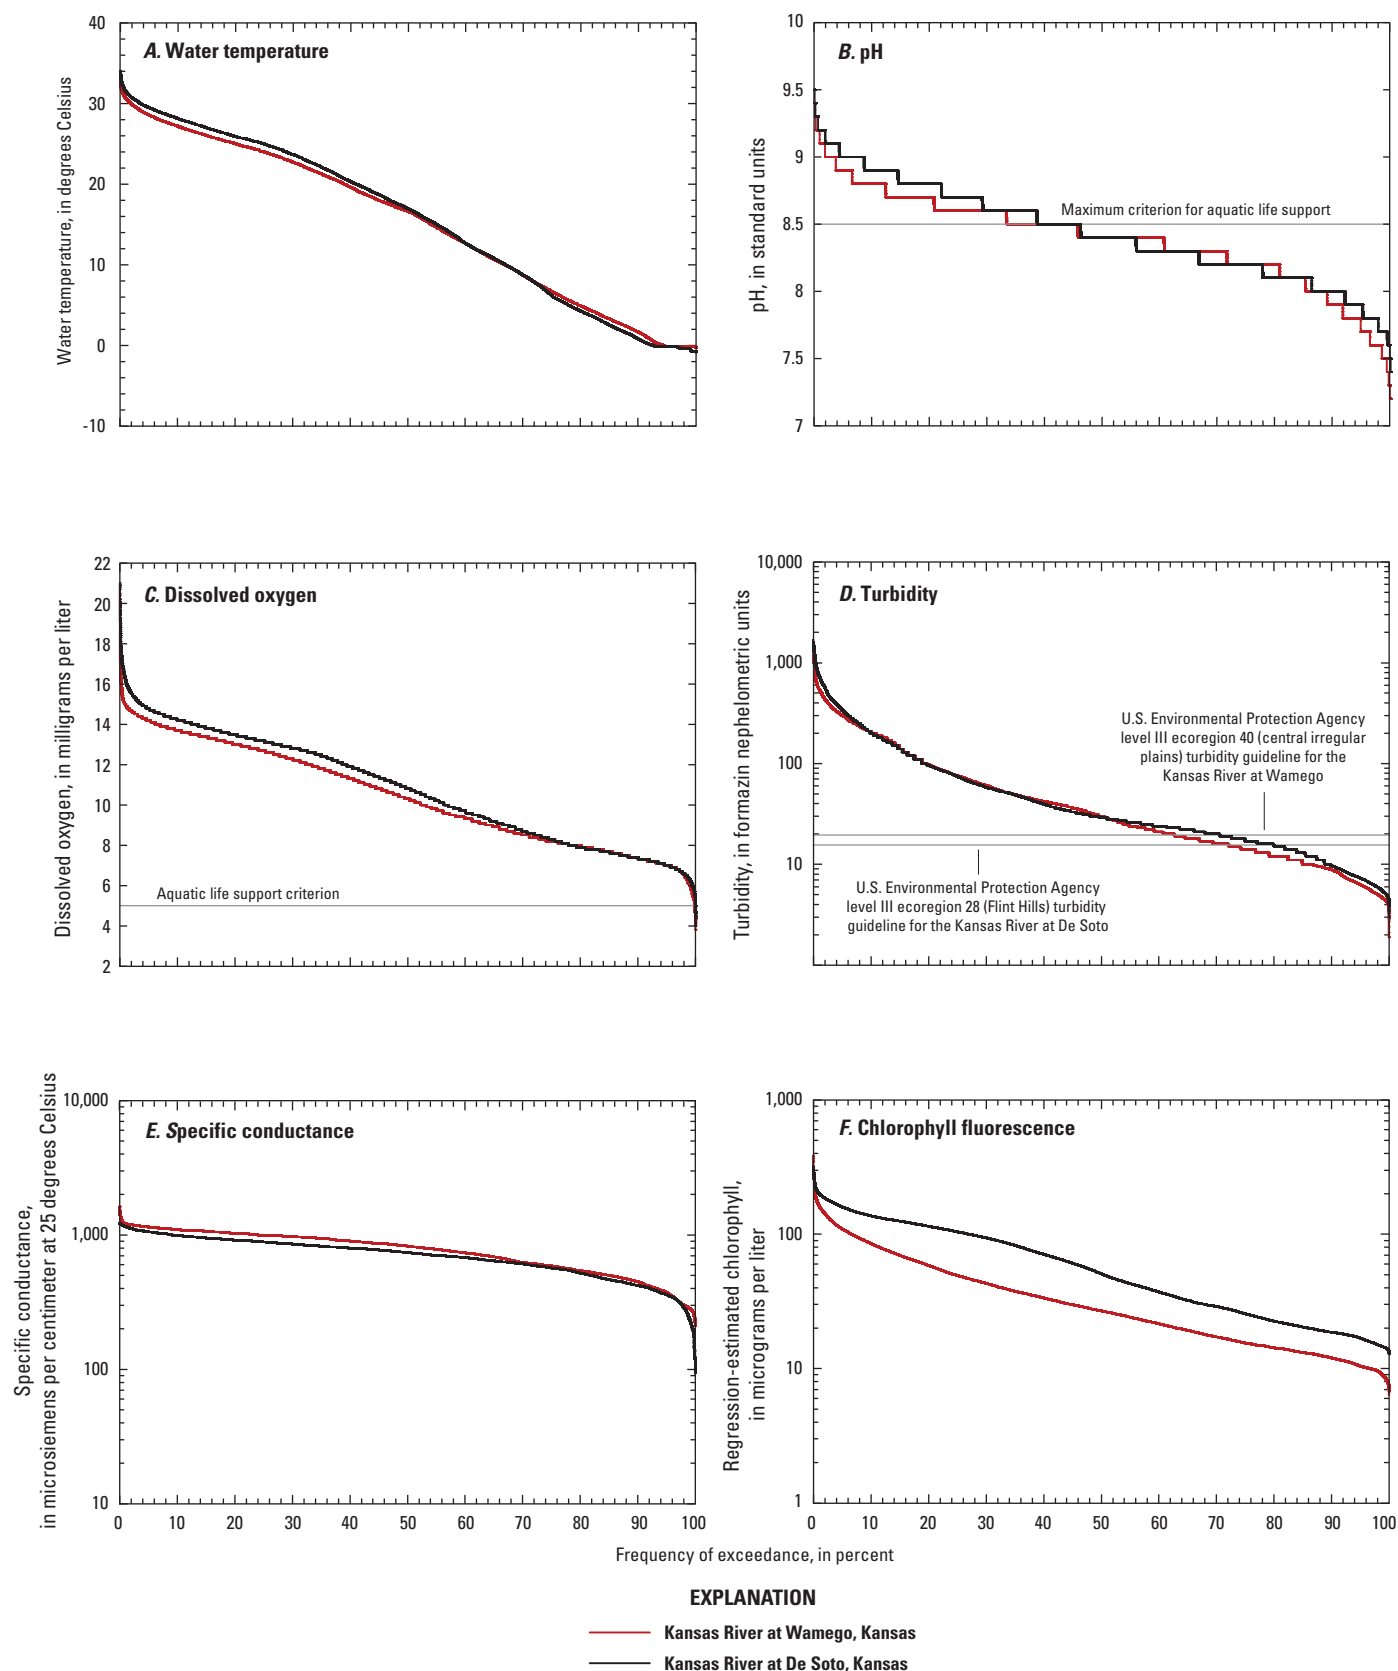 A. Water temperature
Water temperature, in degrees Celsius
40
30
20
10
0
-10
B. pH
pH, in standard units
10
9.5
9
8.5
8
7.5
7
Maximum criterion for aquatic life support
C. Dissolved oxygen
Dissolved oxygen, in milligrams per liter
22
20
18
16
14
12
10
8
6
4
2
Aquatic life support criterion
D. Turbidity
Turbidity, in formazin nephelometric units
10,000
1,000
100
10
U.S. Environmental Protection Agency
level III ecoregion 40 (central irregular
plains) turbidity guideline for the
Kansas River at Wamego
U.S. Environmental Protection Agency
level III ecoregion 28 (Flint Hills) turbidity
guideline for the Kansas River at De Soto
E. Specific conductance
Specific conductance,
in microsiemens per centimeter at 25 degrees Celsius
10,000
1,000
100
10
0 10 20 30 40 50 60 70 80 90 100
F. Chlorophyll fluorescence
Regression-estimated chlorophyll,
in micrograms per liter
1,000
100
10
1
0 10 20 30 40 50 60 70 80 90 100
Frequency of exceedance, in percent
EXPLANATION
Kansas River at Wamego, Kansas
Kansas River at De Soto, Kansas